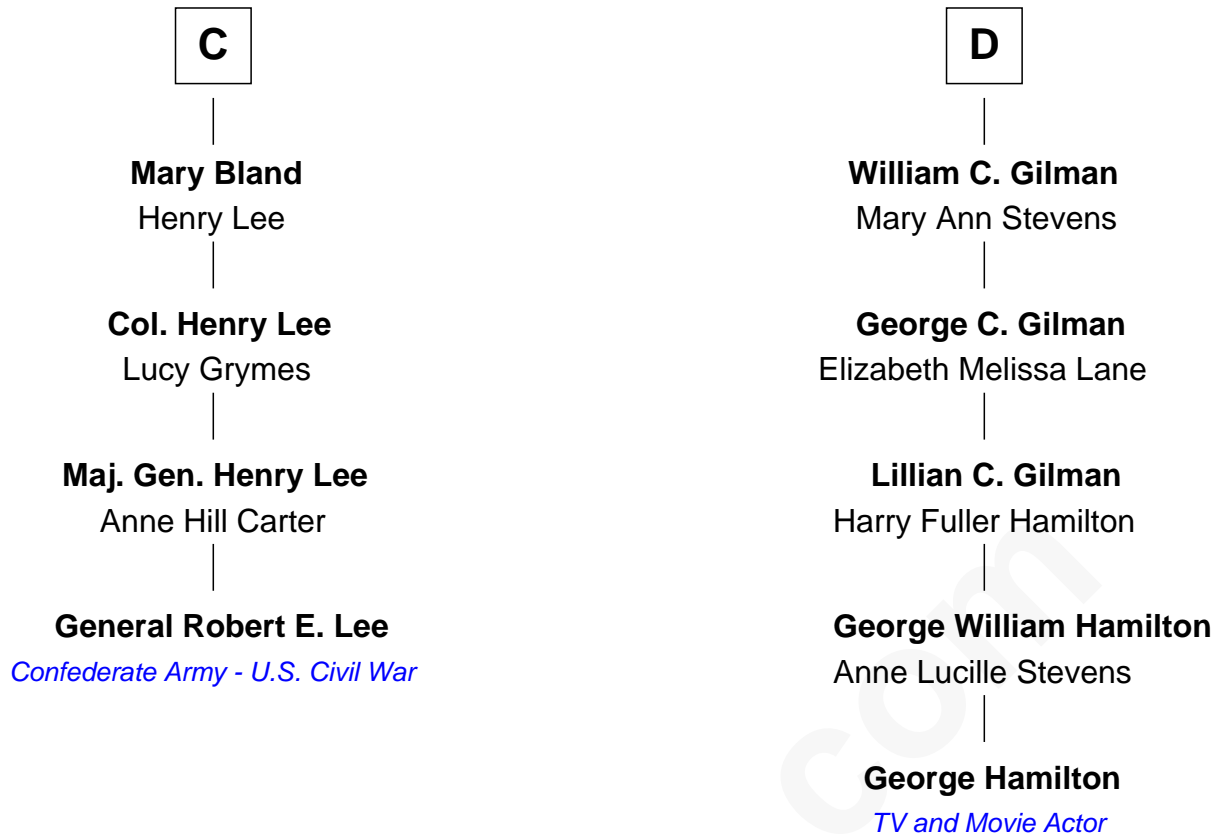 C
Mary Bland
Henry Lee
Col. Henry Lee
Lucy Grymes
Maj. Gen. Henry Lee
Anne Hill Carter
General Robert E. Lee
Confederate Army - U.S. Civil War
D
William C. Gilman
Mary Ann Stevens
George C. Gilman
Elizabeth Melissa Lane
Lillian C. Gilman
Harry Fuller Hamilton
George William Hamilton
Anne Lucille Stevens
George Hamilton
TV and Movie Actor
com